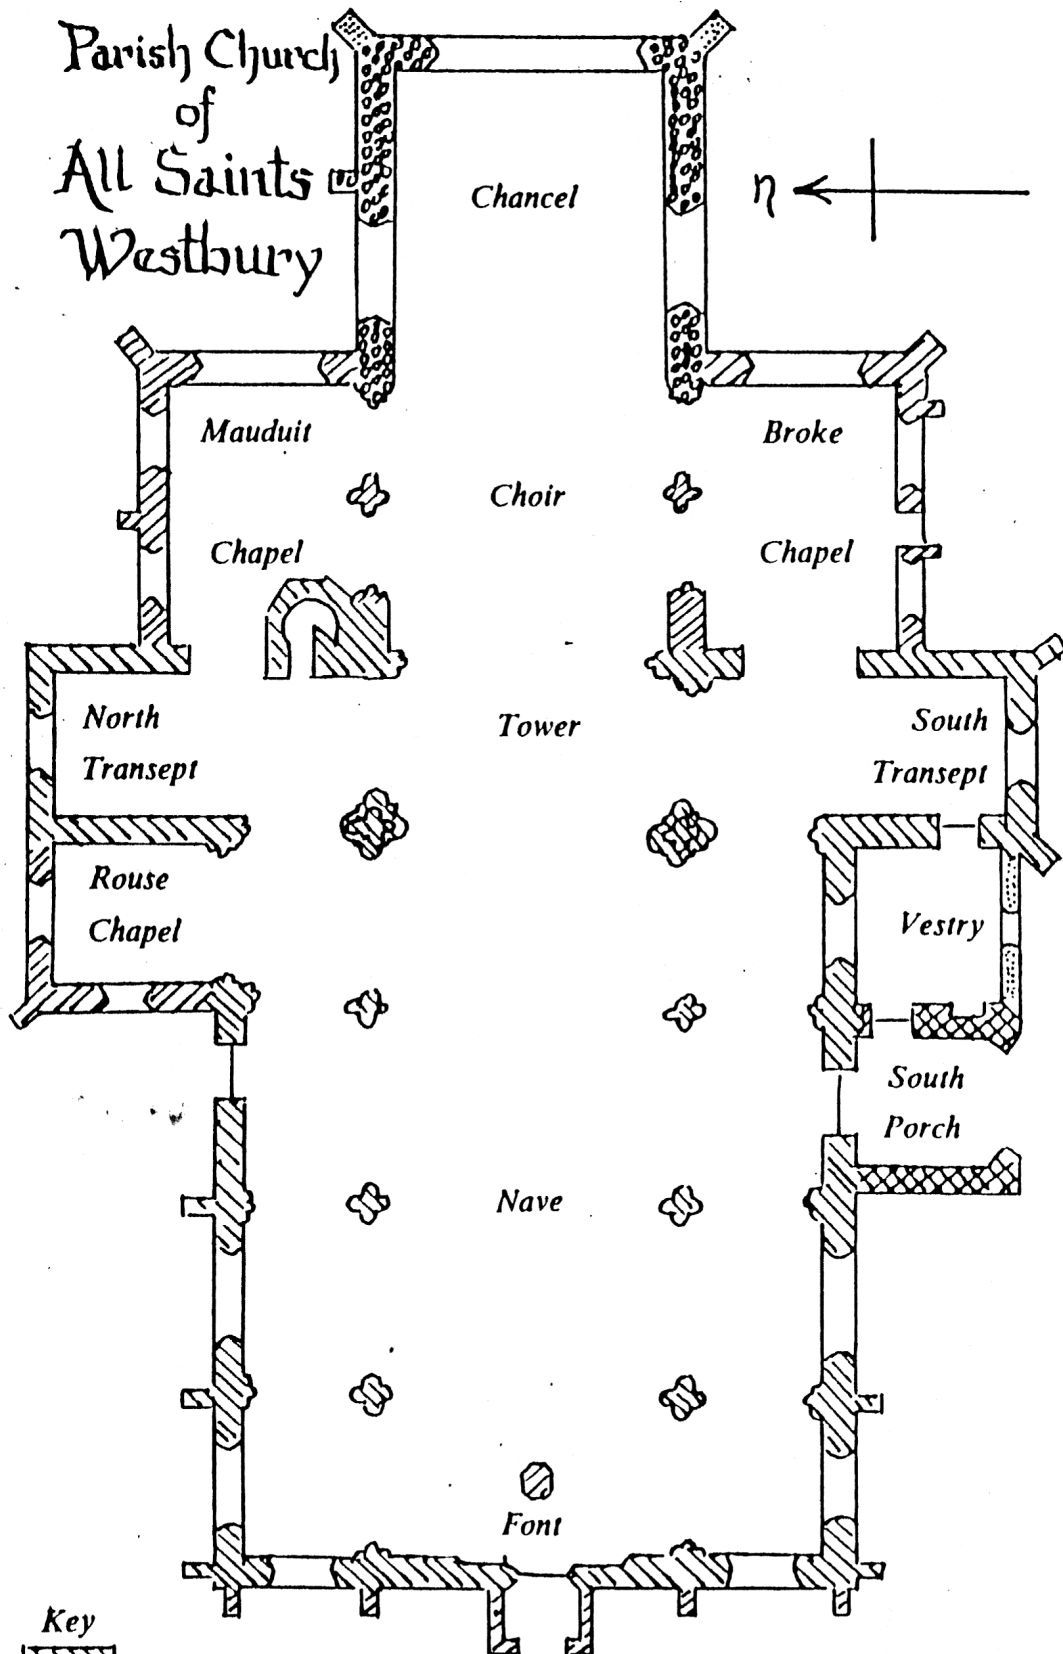 Parish Church
of
All Saints
Westbury
Chancel
n
Mauduit
Chapel
Broke
Chapel
Choir
North
Transept
Tower
South
Transept
Rouse
Chapel
Vestry
South
Porch
Nave
Font
Key